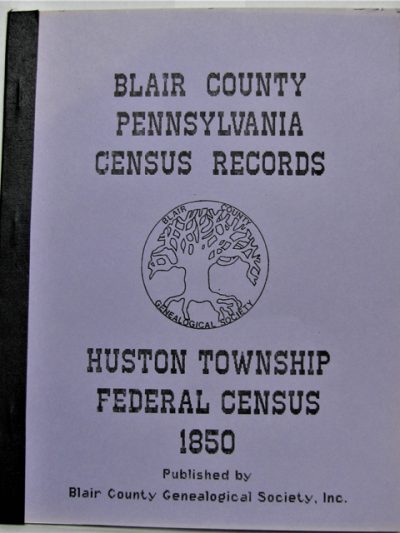 BLAIR COUNTY
PENNSYLVANIA
CENSUS RECORDS
BLAIR COUNTY
GENEALOGICAL SOCIETY
HUSTON TOWNSHIP
FEDERAL CENSUS
1850
Published by
Blair County Genealogical Society, Inc.